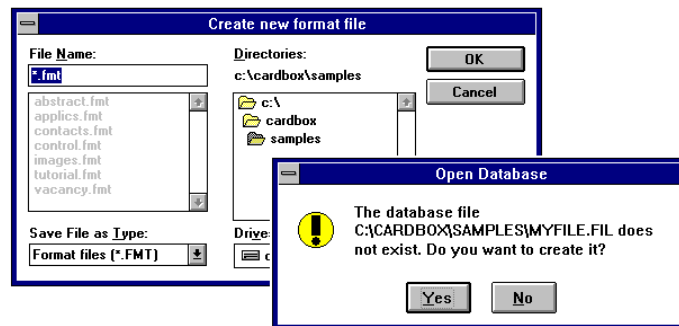 Create new format file
File Name:
*.fmt
abstract.fmt
applics.fmt
contacts.fmt
control.fmt
images.fmt
tutorial.fmt
vacancy.fmt
Save File as Type:
Format files (*.FMT)
Directories:
c:\cardbox\samples
c:\
cardbox
samples
OK
Cancel
Open Database
The database file
C:\CARDBOX\SAMPLES\MYFILE.FIL does
not exist. Do you want to create it?
Yes
No